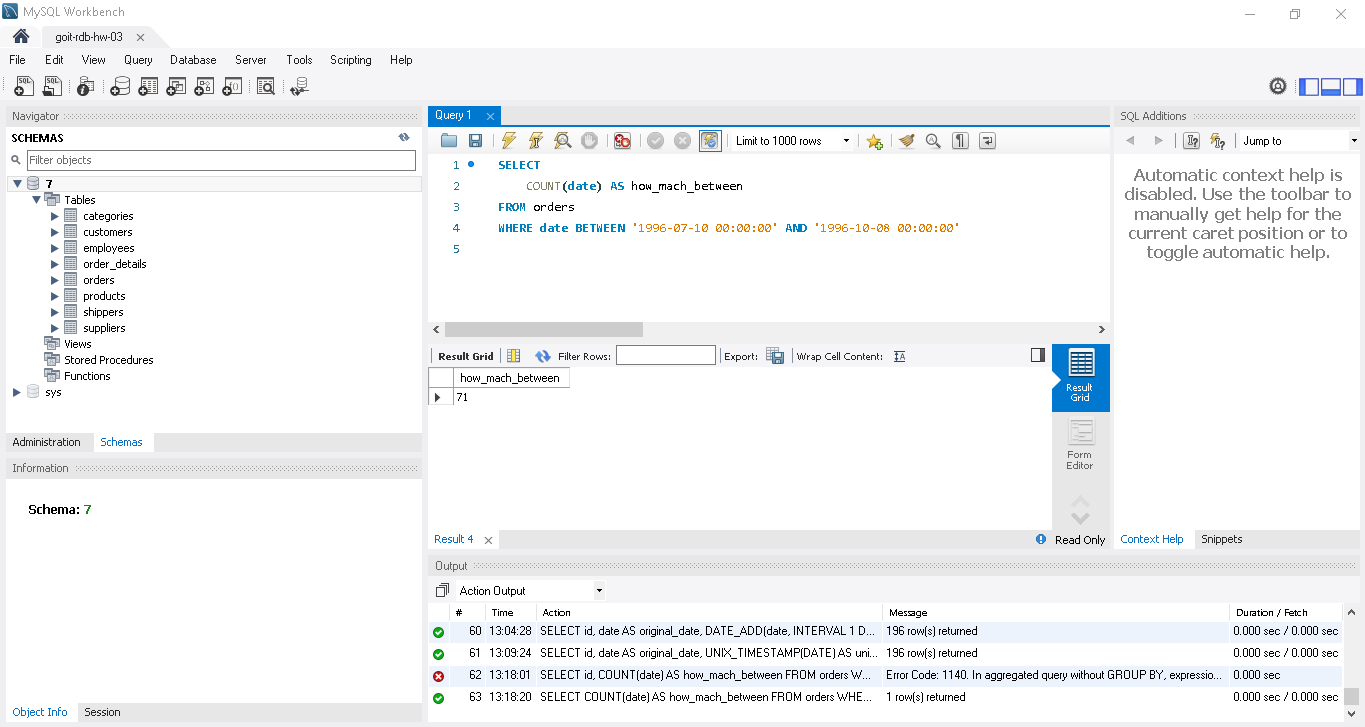 MySQL Workbench
goit-rdb-hw-03
File Edit View Query Database Server Tools Scripting Help
Navigator
SCHEMAS
Filter objects
7
Tables
categories
customers
employees
order_details
orders
products
shippers
suppliers
Views
Stored Procedures
Functions
sys
Administration Schemas
Information
Schema: 7
Object Info Session
Query 1
Limit to 1000 rows
1 SELECT
2 COUNT(date) AS how_mach_between
3 FROM orders
4 WHERE date BETWEEN '1996-07-10 00:00:00' AND '1996-10-08 00:00:00'
5
Result Grid Filter Rows: Export: Wrap Cell Content:
how_mach_between
71
Result
Grid
Form
Editor
Result 4 Read Only
SQL Additions
Jump to
Automatic context help is
disabled. Use the toolbar to
manually get help for the
current caret position or to
toggle automatic help.
Context Help Snippets
Output
Action Output
# Time Action Message Duration / Fetch
60 13:04:28 SELECT id, date AS original_date, DATE_ADD(date, INTERVAL 1 D... 196 row(s) returned 0.000 sec / 0.000 sec
61 13:09:24 SELECT id, date AS original_date, UNIX_TIMESTAMP(DATE) AS uni... 196 row(s) returned 0.000 sec / 0.000 sec
62 13:18:01 SELECT id, COUNT(date) AS how_mach_between FROM orders W... Error Code: 1140. In aggregated query without GROUP BY, expressio... 0.000 sec
63 13:18:20 SELECT COUNT(date) AS how_mach_between FROM orders WHE... 1 row(s) returned 0.000 sec / 0.000 sec